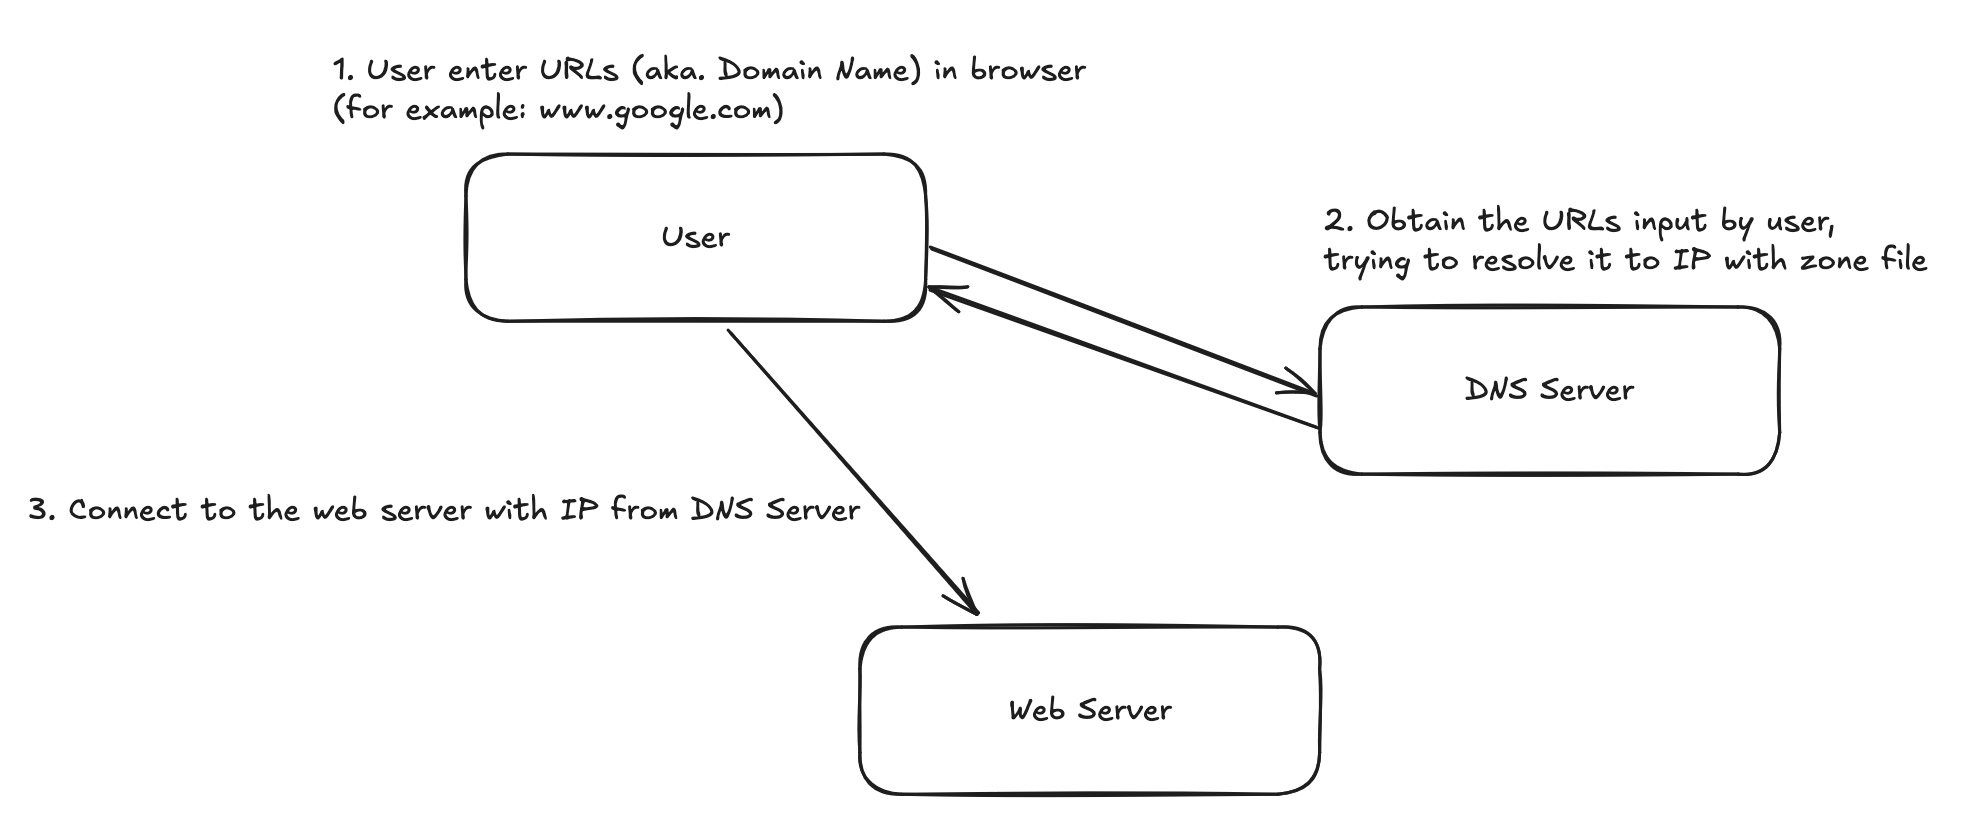 1. User enter URLs (aka. Domain Name) in browser
(for example: www.google.com)
User
2. Obtain the URLs input by user,
trying to resolve it to IP with zone file
DNS Server
3. Connect to the web server with IP from DNS Server
Web Server